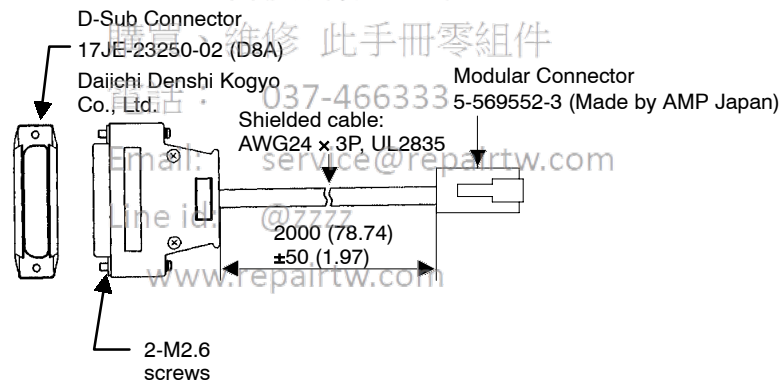 D-Sub Connector
17JE-23250-02 (D8A)
Daiichi Denshi Kogyo
Co., Ltd.
購買、維修 此手冊零組件
電話： 037-466333
Modular Connector
5-569552-3 (Made by AMP Japan)
Shielded cable:
AWG24 × 3P, UL2835
Email: service@repairtw.com
Line id: @zzzz
2000 (78.74)
±50 (1.97)
www.repairtw.com
2-M2.6
screws